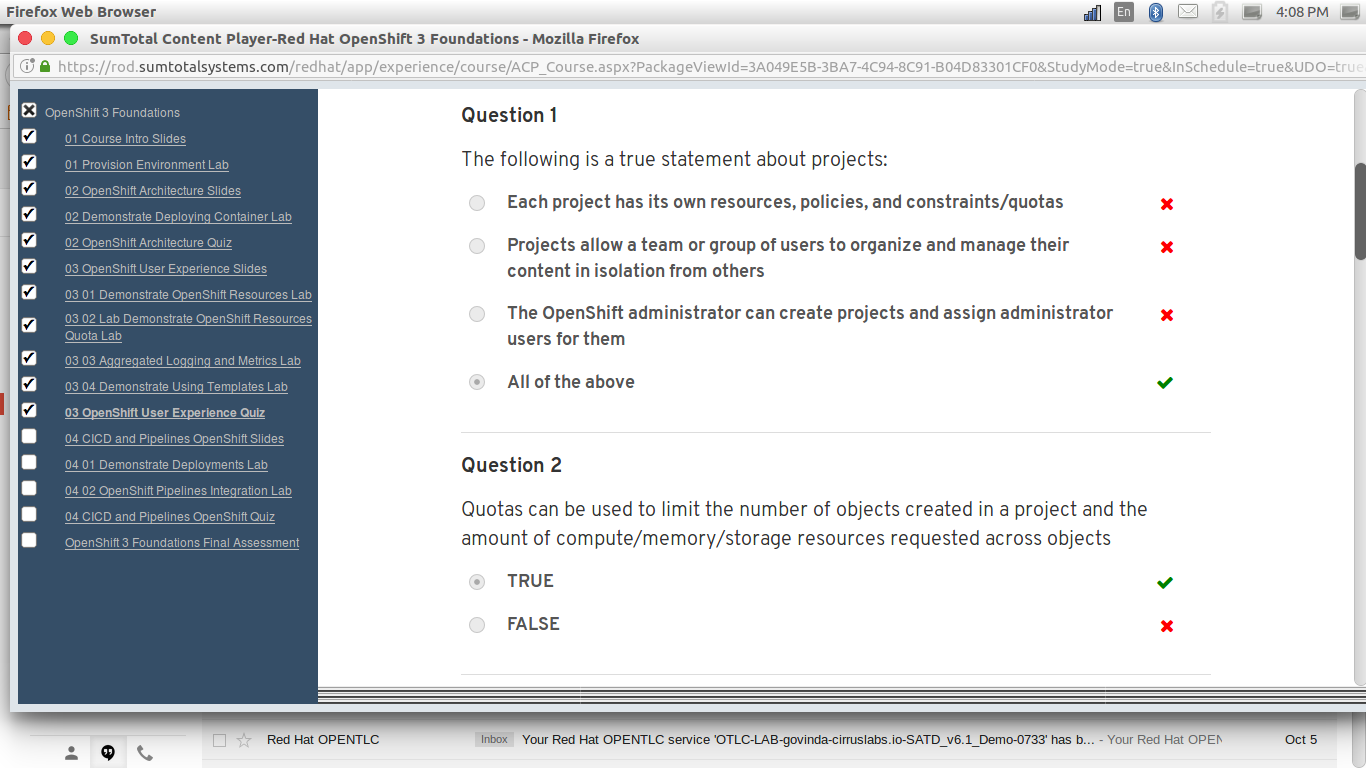 Firefox Web Browser
En
4:08 PM
SumTotal Content Player-Red Hat OpenShift 3 Foundations - Mozilla Firefox
https://rod.sumtotalsystems.com/redhat/app/experience/course/ACP_Course.aspx?PackageViewId=3A049E5B-3BA7-4C94-8C91-B04D83301CF0&StudyMode=true&InSchedule=true&UDO=true
OpenShift 3 Foundations
01 Course Intro Slides
01 Provision Environment Lab
02 OpenShift Architecture Slides
02 Demonstrate Deploying Container Lab
02 OpenShift Architecture Quiz
03 OpenShift User Experience Slides
03 01 Demonstrate OpenShift Resources Lab
03 02 Lab Demonstrate OpenShift Resources
Quota Lab
03 03 Aggregated Logging and Metrics Lab
03 04 Demonstrate Using Templates Lab
03 OpenShift User Experience Quiz
04 CICD and Pipelines OpenShift Slides
04 01 Demonstrate Deployments Lab
04 02 OpenShift Pipelines Integration Lab
04 CICD and Pipelines OpenShift Quiz
OpenShift 3 Foundations Final Assessment
Question 1
The following is a true statement about projects:
Each project has its own resources, policies, and constraints/quotas
Projects allow a team or group of users to organize and manage their
content in isolation from others
The OpenShift administrator can create projects and assign administrator
users for them
All of the above
Question 2
Quotas can be used to limit the number of objects created in a project and the
amount of compute/memory/storage resources requested across objects
TRUE
FALSE
Red Hat OPENTLC
Inbox
Your Red Hat OPENTLC service 'OTLC-LAB-govinda-cirruslabs.io-SATD_v6.1_Demo-0733' has b... - Your Red Hat OPEN
Oct 5